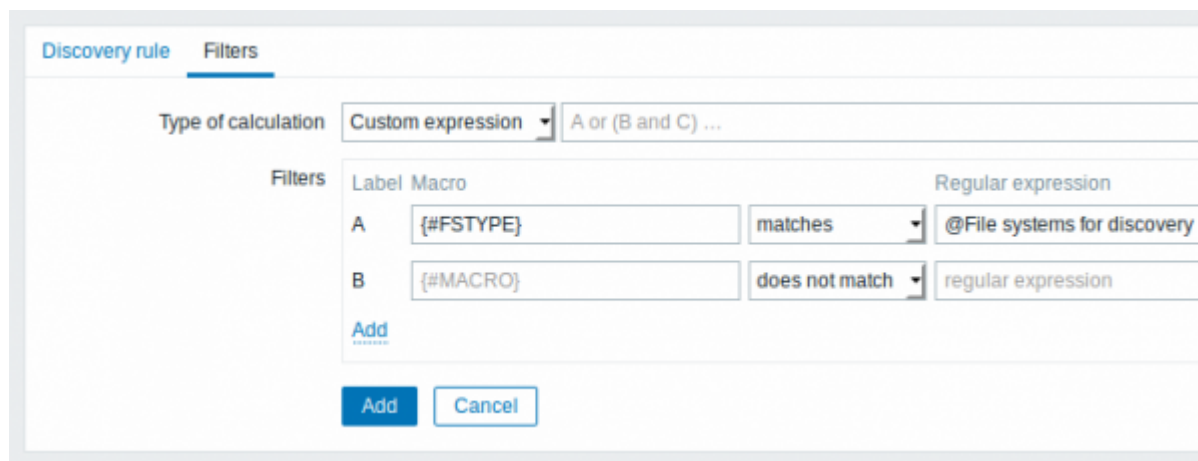 Discovery rule Filters
Type of calculation Custom expression A or (B and C) ...
Filters Label Macro Regular expression
A {#FSTYPE} matches @File systems for discovery
B {#MACRO} does not match regular expression
Add
Add Cancel